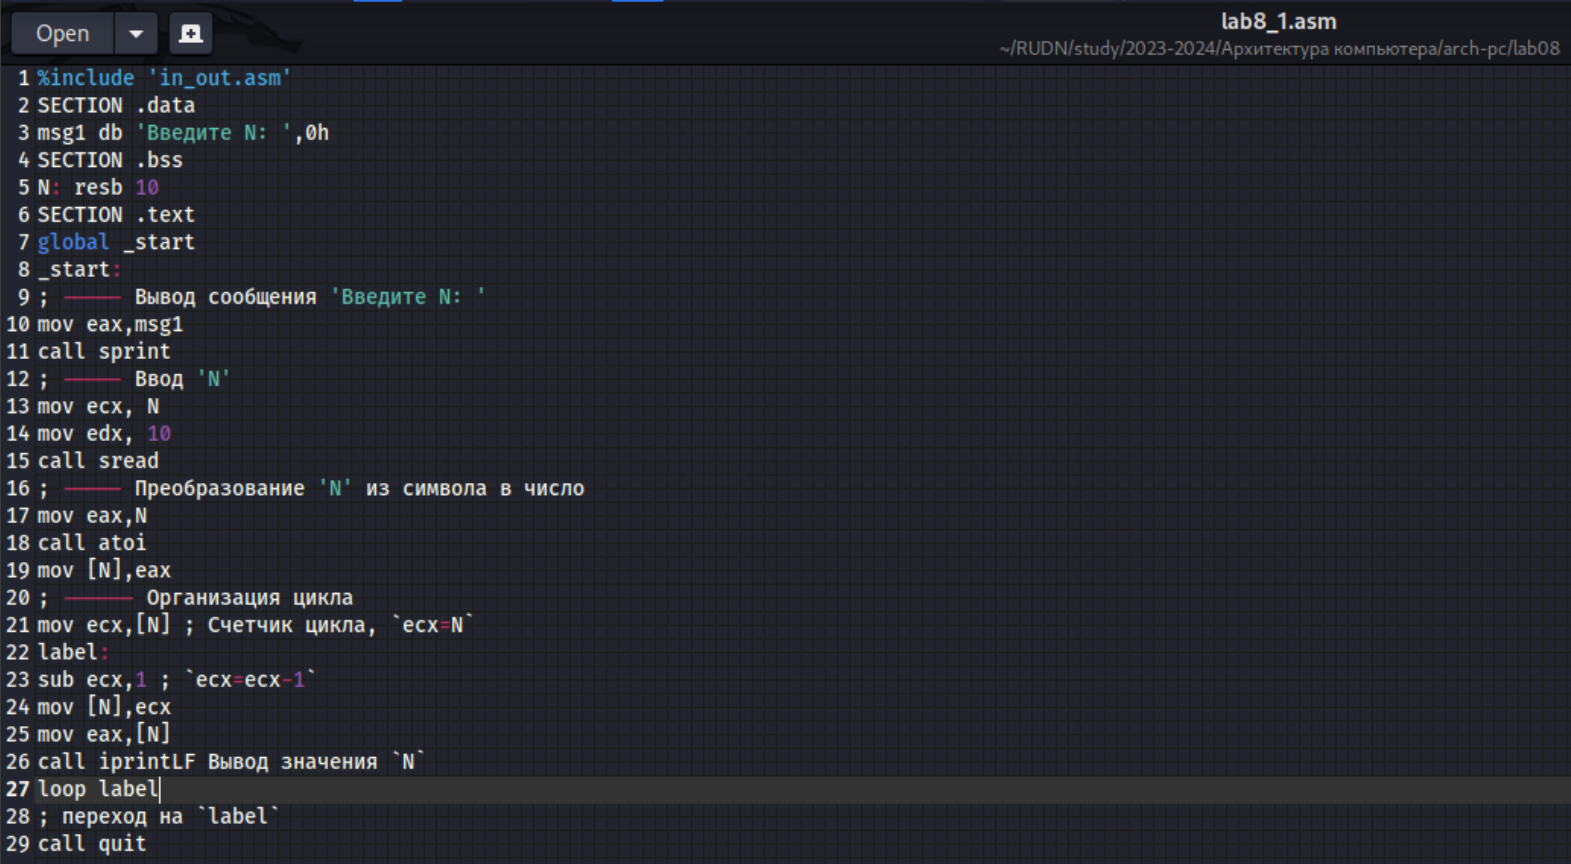 Open
lab8_1.asm
~/RUDN/study/2023-2024/Архитектура компьютера/arch-pc/lab08
1 %include 'in_out.asm'
2 SECTION .data
3 msg1 db 'Введите N: ',0h
4 SECTION .bss
5 N: resb 10
6 SECTION .text
7 global _start
8 _start:
9 ; ----- Вывод сообщения 'Введите N: '
10 mov eax,msg1
11 call sprint
12 ; ----- Ввод 'N'
13 mov ecx, N
14 mov edx, 10
15 call sread
16 ; ----- Преобразование 'N' из символа в число
17 mov eax,N
18 call atoi
19 mov [N],eax
20 ; ------ Организация цикла
21 mov ecx,[N] ; Счетчик цикла, `ecx=N`
22 label:
23 sub ecx,1 ; `ecx=ecx-1`
24 mov [N],ecx
25 mov eax,[N]
26 call iprintLF Вывод значения `N`
27 loop label
28 ; переход на `label`
29 call quit